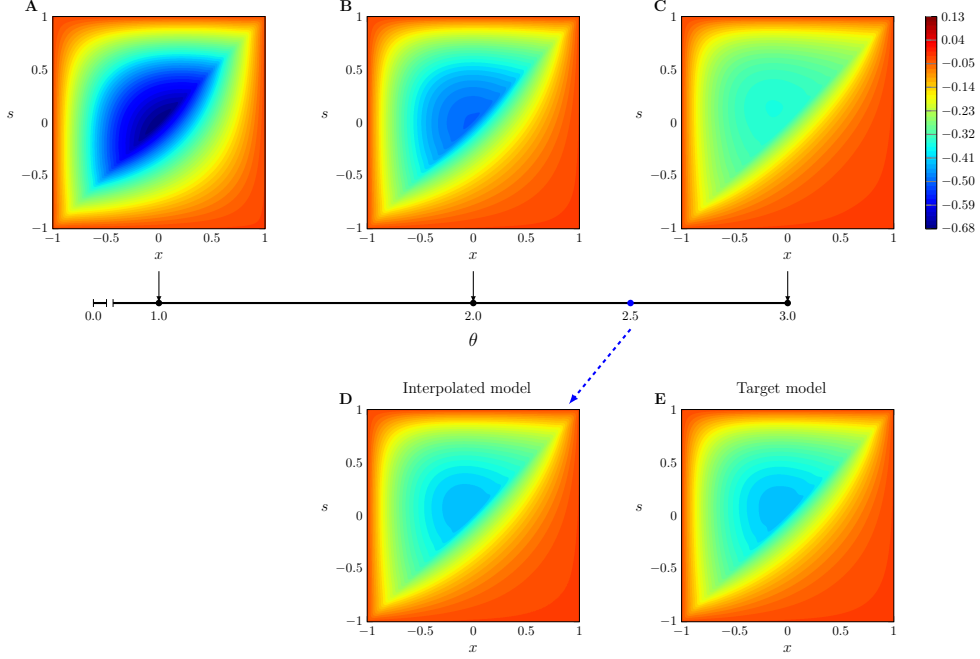 A B C
1 1 1 0.13
0.04
0.5 0.5 0.5 −0.05
−0.14
s 0 s 0 s 0 −0.23
−0.32
−0.5 −0.5 −0.5 −0.41
−0.50
−0.59
−1 −1 −1 −0.68
−1 −0.5 0 0.5 1 −1 −0.5 0 0.5 1 −1 −0.5 0 0.5 1
x x x
0.0 1.0 2.0 2.5 3.0
θ
Interpolated model Target model
D E
1 1
0.5 0.5
s 0 s 0
−0.5 −0.5
−1 −1
−1 −0.5 0 0.5 1 −1 −0.5 0 0.5 1
x x